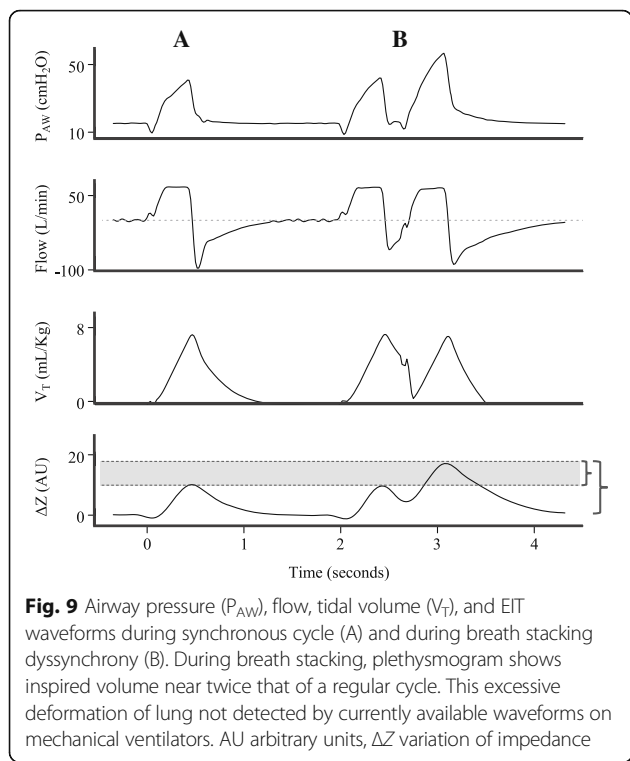 A
B
50
10
P_AW (cmH₂O)
50
-100
Flow (L/min)
8
0
V_T (mL/Kg)
20
0
ΔZ (AU)
0
1
2
3
4
Time (seconds)
Fig. 9 Airway pressure (P_AW), flow, tidal volume (V_T), and EIT
waveforms during synchronous cycle (A) and during breath stacking
dyssynchrony (B). During breath stacking, plethysmogram shows
inspired volume near twice that of a regular cycle. This excessive
deformation of lung not detected by currently available waveforms on
mechanical ventilators. AU arbitrary units, ΔZ variation of impedance